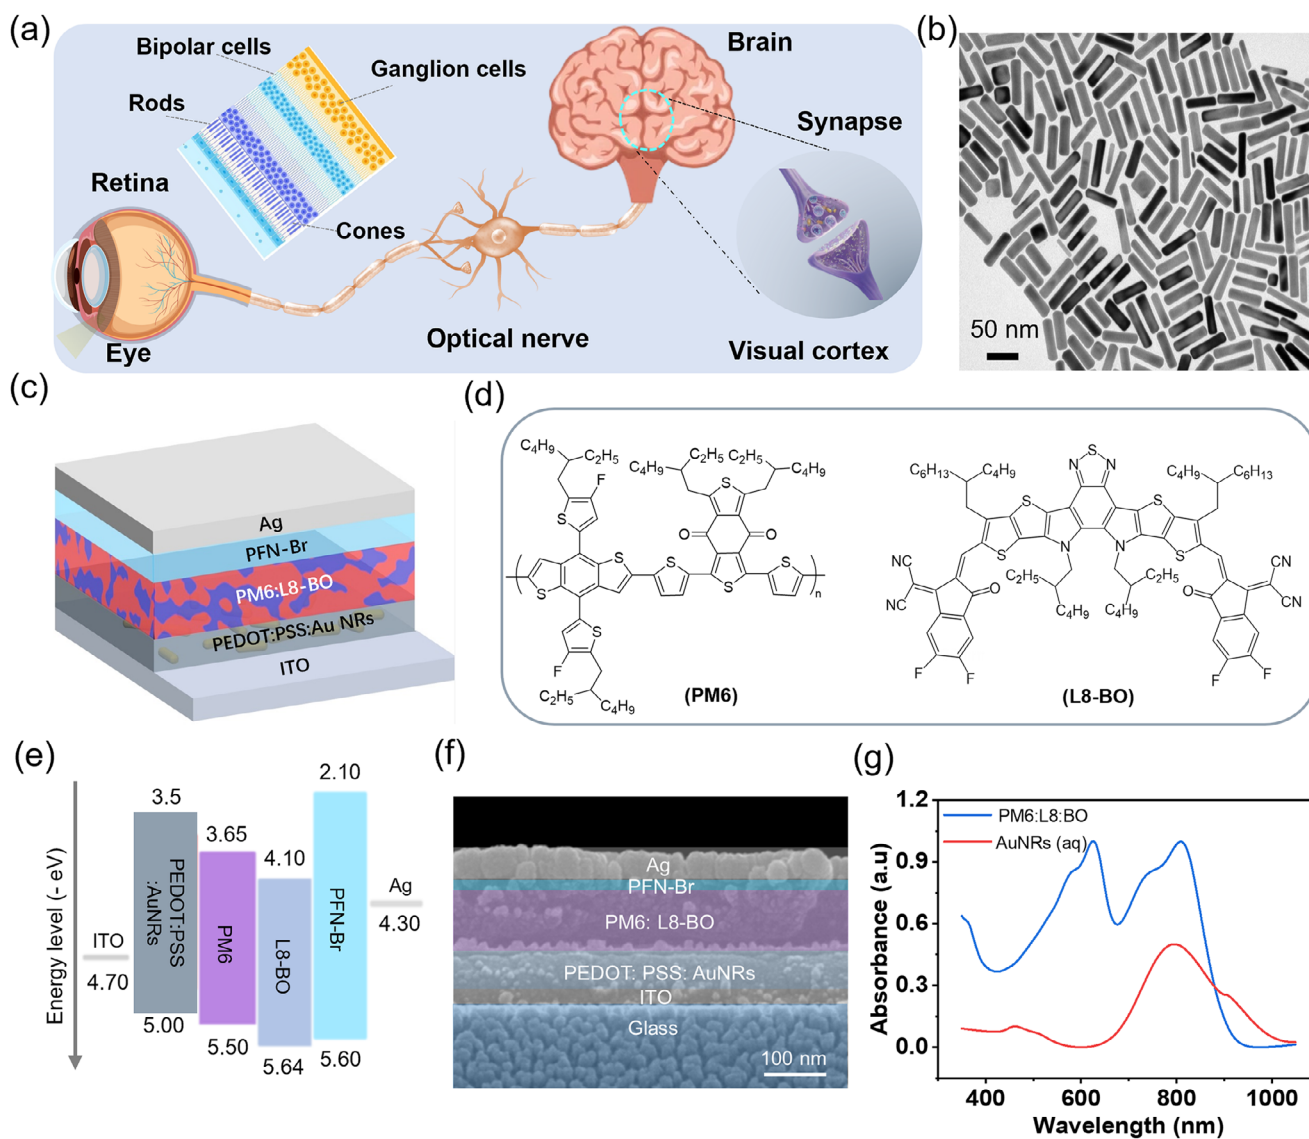 (a)
Bipolar cells
Ganglion cells
Rods
Retina
Cones
Eye
Optical nerve
Brain
Synapse
Visual cortex
(b)
50 nm
(c)
Ag
PFN-Br
PM6:L8-BO
PEDOT:PSS:Au NRs
ITO
(d)
C4H9
C2H5
F
S
C4H9
C2H5
C2H5
C4H9
S
O
O
S
S
S
S
S
n
S
F
C2H5
C4H9
(PM6)
C6H13
C4H9
N
S
N
C4H9
C6H13
S
S
S
S
N
N
NC
CN
O
C2H5
C4H9
C2H5
C4H9
O
CN
CN
F
F
F
F
(L8-BO)
(e)
Energy level (- eV)
ITO
4.70
3.5
PEDOT:PSS
:AuNRs
5.00
3.65
PM6
5.50
4.10
L8-BO
5.64
2.10
PFN-Br
5.60
Ag
4.30
(f)
Ag
PFN-Br
PM6: L8-BO
PEDOT: PSS: AuNRs
ITO
Glass
100 nm
(g)
Absorbance (a.u)
1.2
0.9
0.6
0.3
0.0
PM6:L8:BO
AuNRs (aq)
400
600
800
1000
Wavelength (nm)